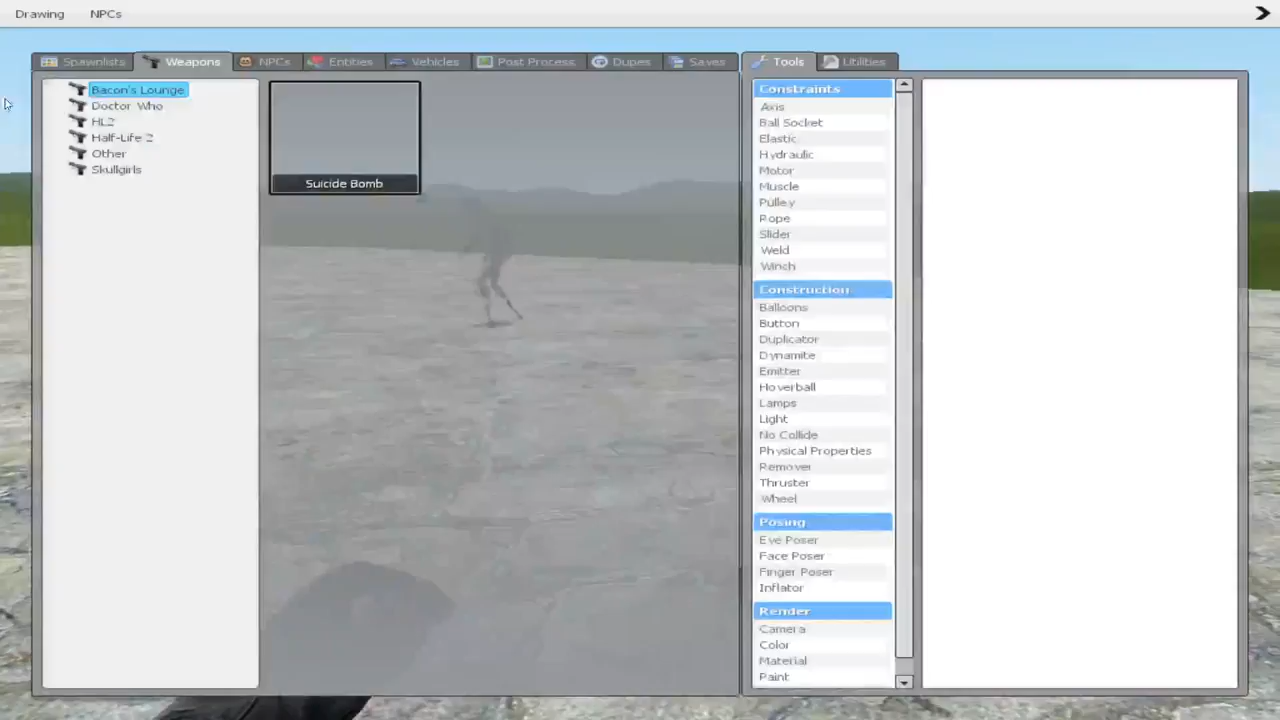 Drawing NPCs
Spawnlists Weapons NPCs Entities Vehicles Post Process Dupes Saves Tools Utilities
Bacon's Lounge
Doctor Who
HL2
Half-Life 2
Other
Skullgirls
Suicide Bomb
Constraints
Axis
Ball Socket
Elastic
Hydraulic
Motor
Muscle
Pulley
Rope
Slider
Weld
Winch
Construction
Balloons
Button
Duplicator
Dynamite
Emitter
Hoverball
Lamps
Light
No Collide
Physical Properties
Remover
Thruster
Wheel
Posing
Eye Poser
Face Poser
Finger Poser
Inflator
Render
Camera
Color
Material
Paint